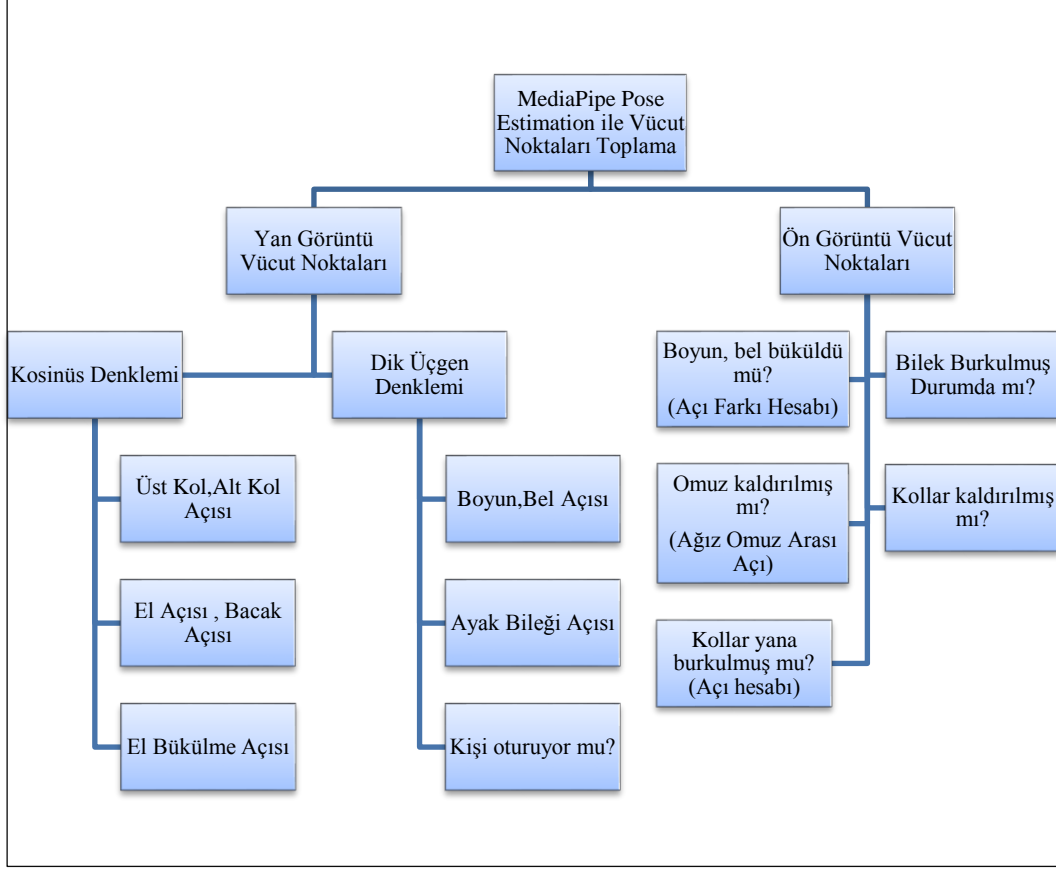 MediaPipe Pose
Estimation ile Vücut
Noktaları Toplama
Yan Görüntü
Vücut Noktaları
Ön Görüntü Vücut
Noktaları
Kosinüs Denklemi
Dik Üçgen
Denklemi
Boyun, bel büküldü
mü?
(Açı Farkı Hesabı)
Bilek Burkulmuş
Durumda mı?
Üst Kol,Alt Kol
Açısı
Boyun,Bel Açısı
Omuz kaldırılmış
mı?
(Ağız Omuz Arası
Açı)
Kollar kaldırılmış
mı?
El Açısı , Bacak
Açısı
Ayak Bileği Açısı
Kollar yana
burkulmuş mu?
(Açı hesabı)
El Bükülme Açısı
Kişi oturuyor mu?